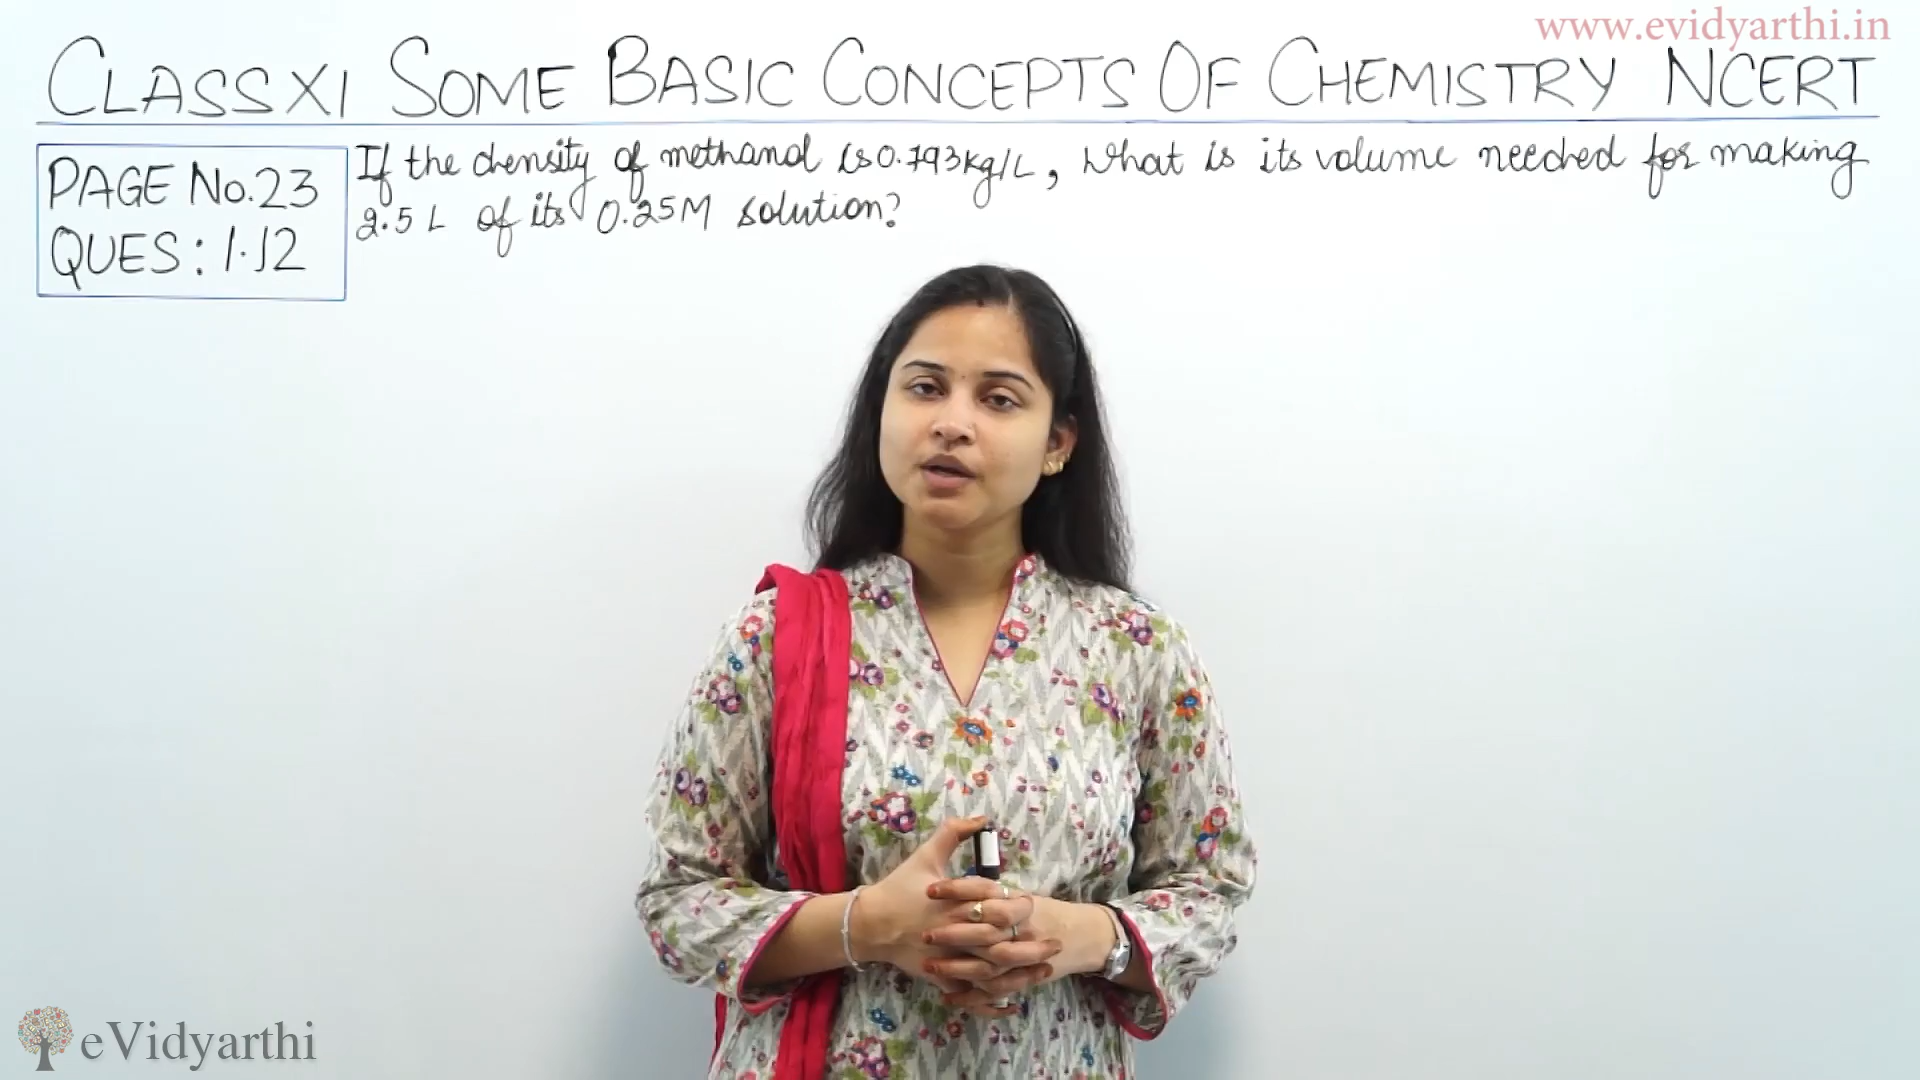 www.evidyarthi.in
CLASS XI SOME BASIC CONCEPTS OF CHEMISTRY NCERT
PAGE NO.23
QUES: 1.12
If the density of methanol is 0.793kg/L, what is its volume needed for making
2.5 L of its 0.25M solution?
eVidyarthi